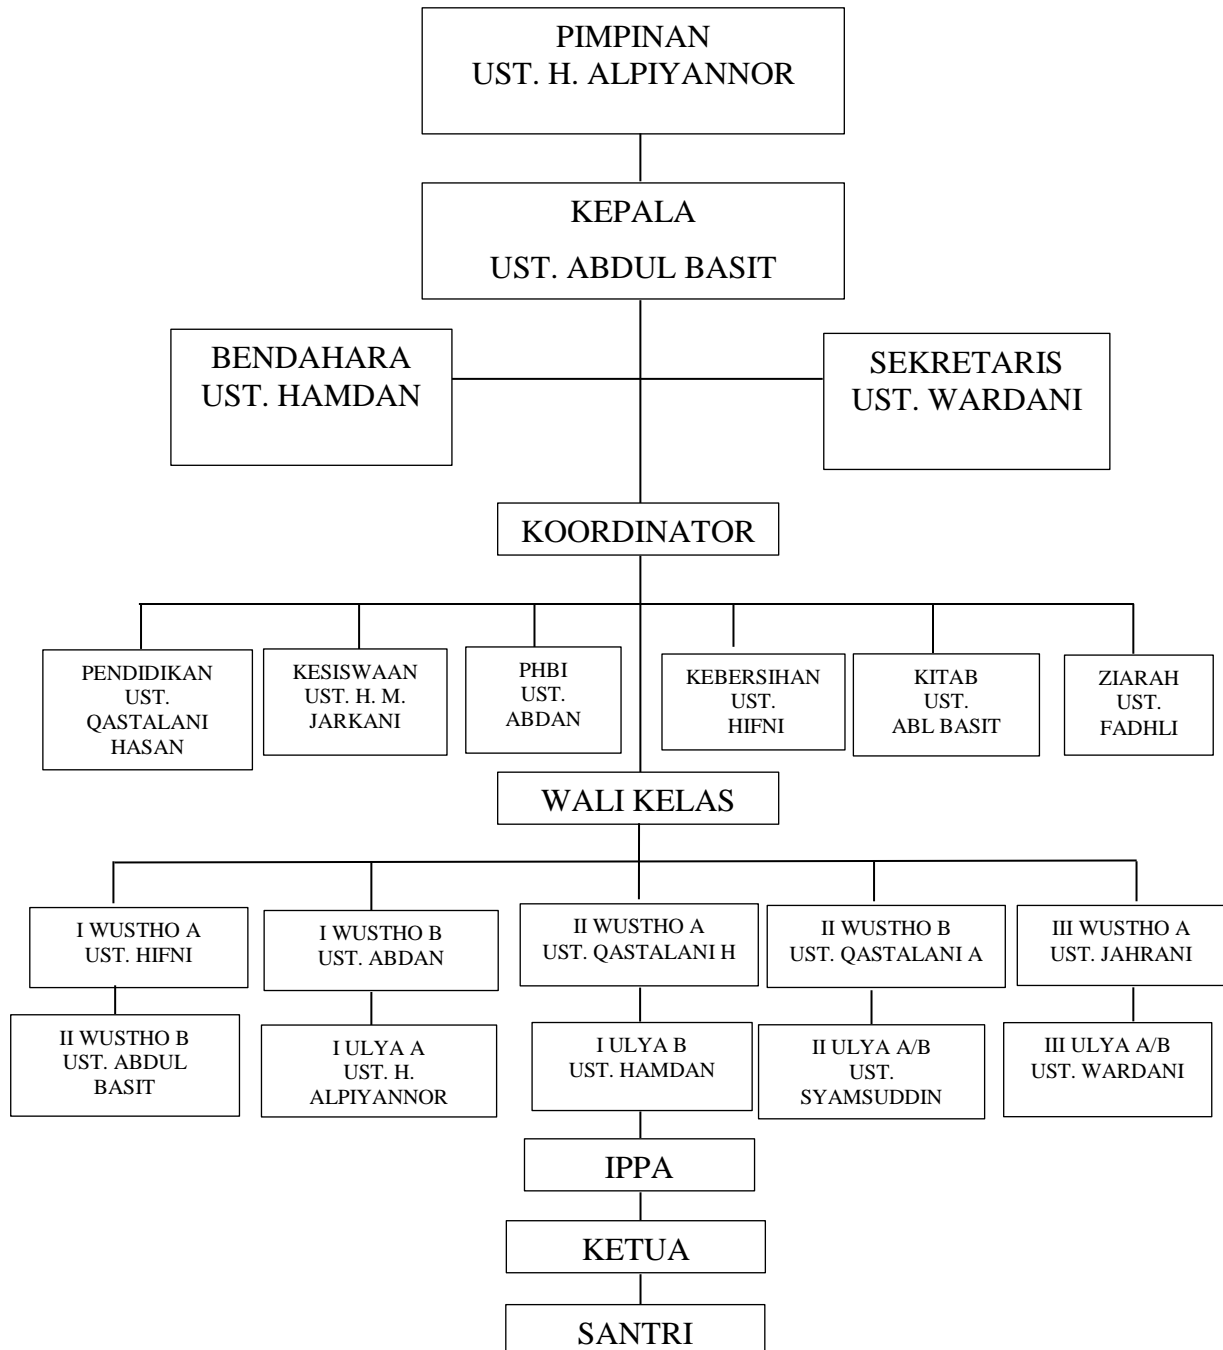 PIMPINAN
UST. H. ALPIYANNOR
KEPALA
UST. ABDUL BASIT
BENDAHARA
UST. HAMDAN
SEKRETARIS
UST. WARDANI
KOORDINATOR
PENDIDIKAN
UST.
QASTALANI
HASAN
KESISWAAN
UST. H. M.
JARKANI
PHBI
UST.
ABDAN
KEBERSIHAN
UST.
HIFNI
KITAB
UST.
ABL BASIT
ZIARAH
UST.
FADHLI
WALI KELAS
I WUSTHO A
UST. HIFNI
I WUSTHO B
UST. ABDAN
II WUSTHO A
UST. QASTALANI H
II WUSTHO B
UST. QASTALANI A
III WUSTHO A
UST. JAHRANI
II WUSTHO B
UST. ABDUL
BASIT
I ULYA A
UST. H.
ALPIYANNOR
I ULYA B
UST. HAMDAN
II ULYA A/B
UST.
SYAMSUDDIN
III ULYA A/B
UST. WARDANI
IPPA
KETUA
SANTRI